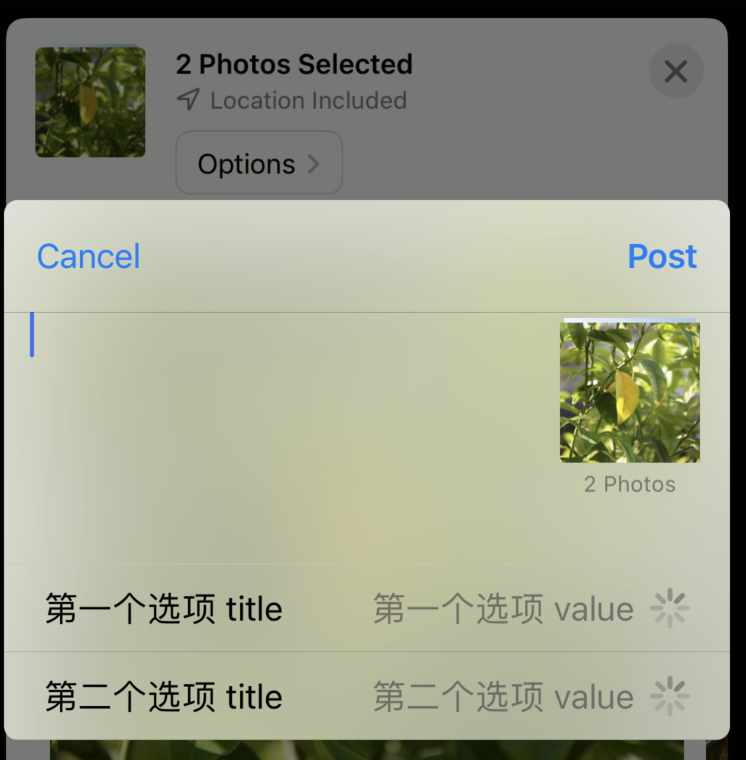 2 Photos Selected
Location Included
Options
Cancel
Post
2 Photos
第一个选项 title 第一个选项 value
第二个选项 title 第二个选项 value